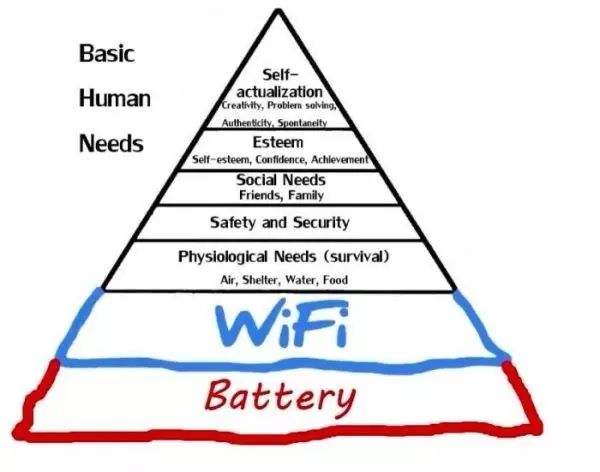 Basic
Human
Needs
Self-
actualization
Creativity, Problem solving,
Authenticity, Spontaneity
Esteem
Self-esteem, Confidence, Achievement
Social Needs
Friends, Family
Safety and Security
Physiological Needs (survival)
Air, Shelter, Water, Food
WiFi
Battery